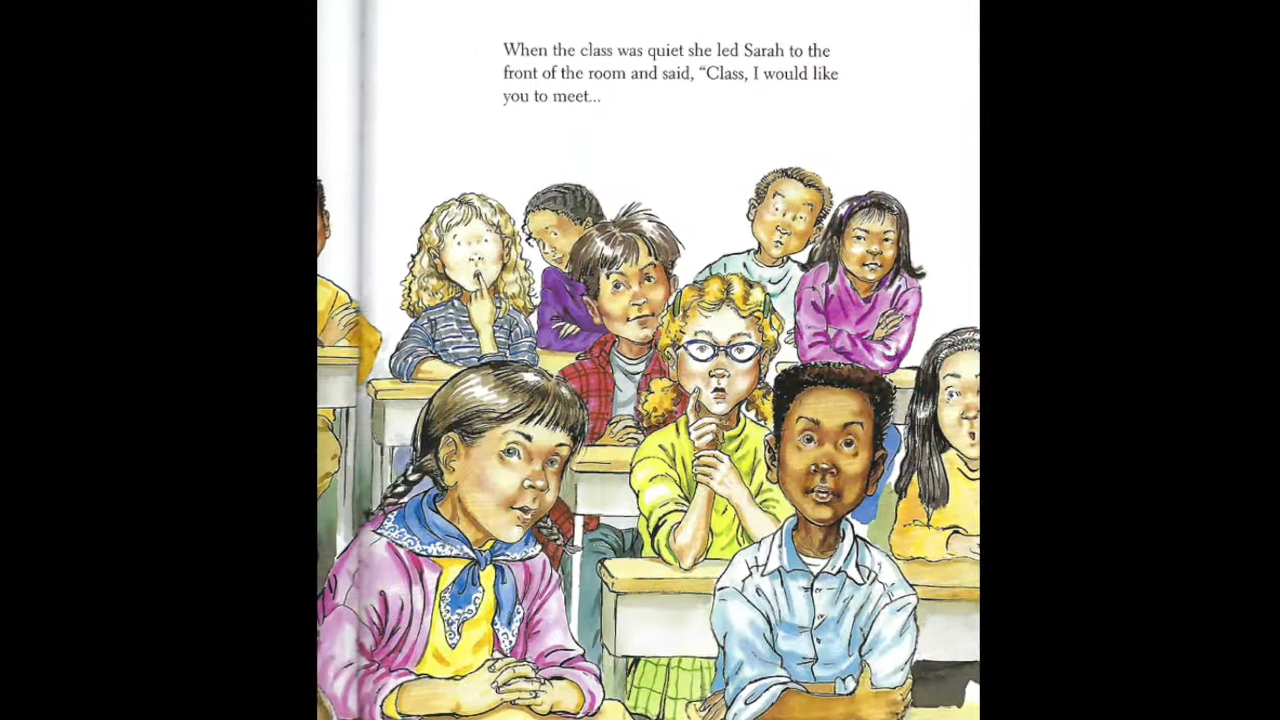 When the class was quiet she led Sarah to the
front of the room and said, “Class, I would like
you to meet...